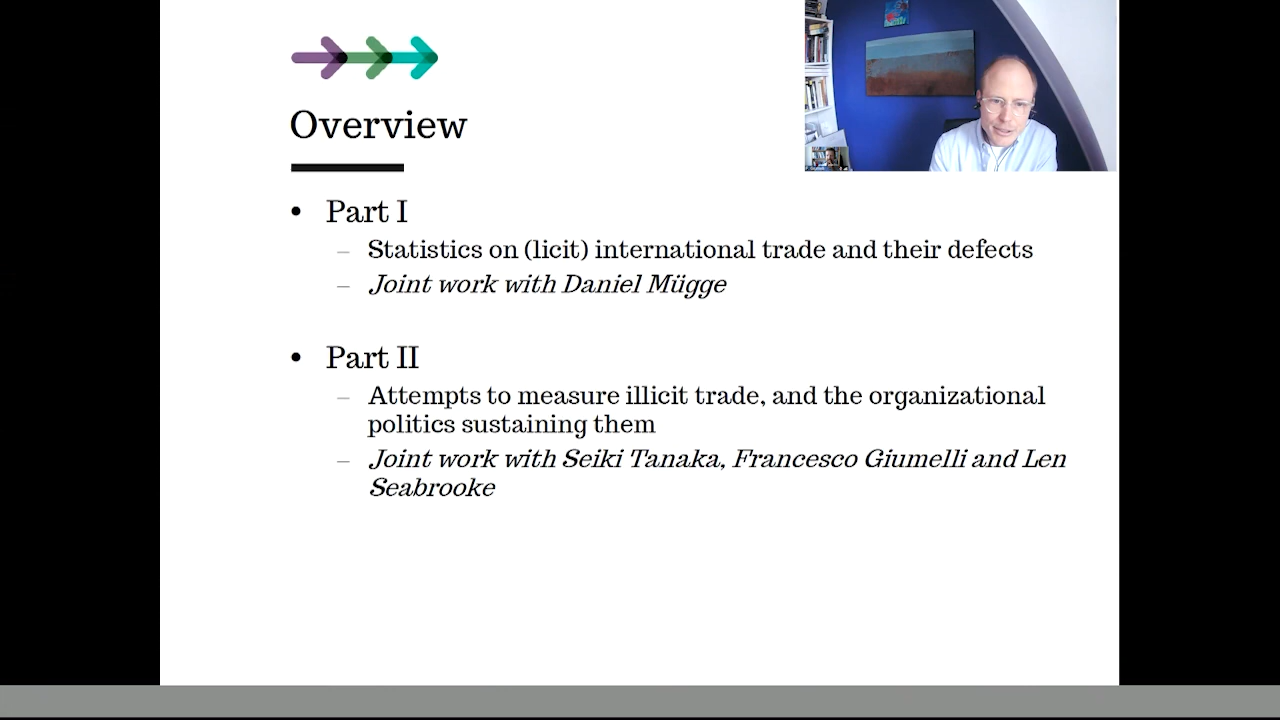 Overview
• Part I
– Statistics on (licit) international trade and their defects
– Joint work with Daniel Mügge
• Part II
– Attempts to measure illicit trade, and the organizational
politics sustaining them
– Joint work with Seiki Tanaka, Francesco Giumelli and Len
Seabrooke